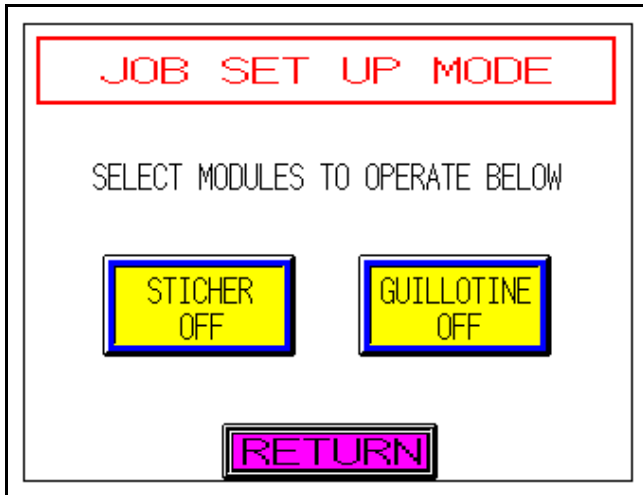 JOB SET UP MODE
SELECT MODULES TO OPERATE BELOW
STICHER
OFF
GUILLOTINE
OFF
RETURN